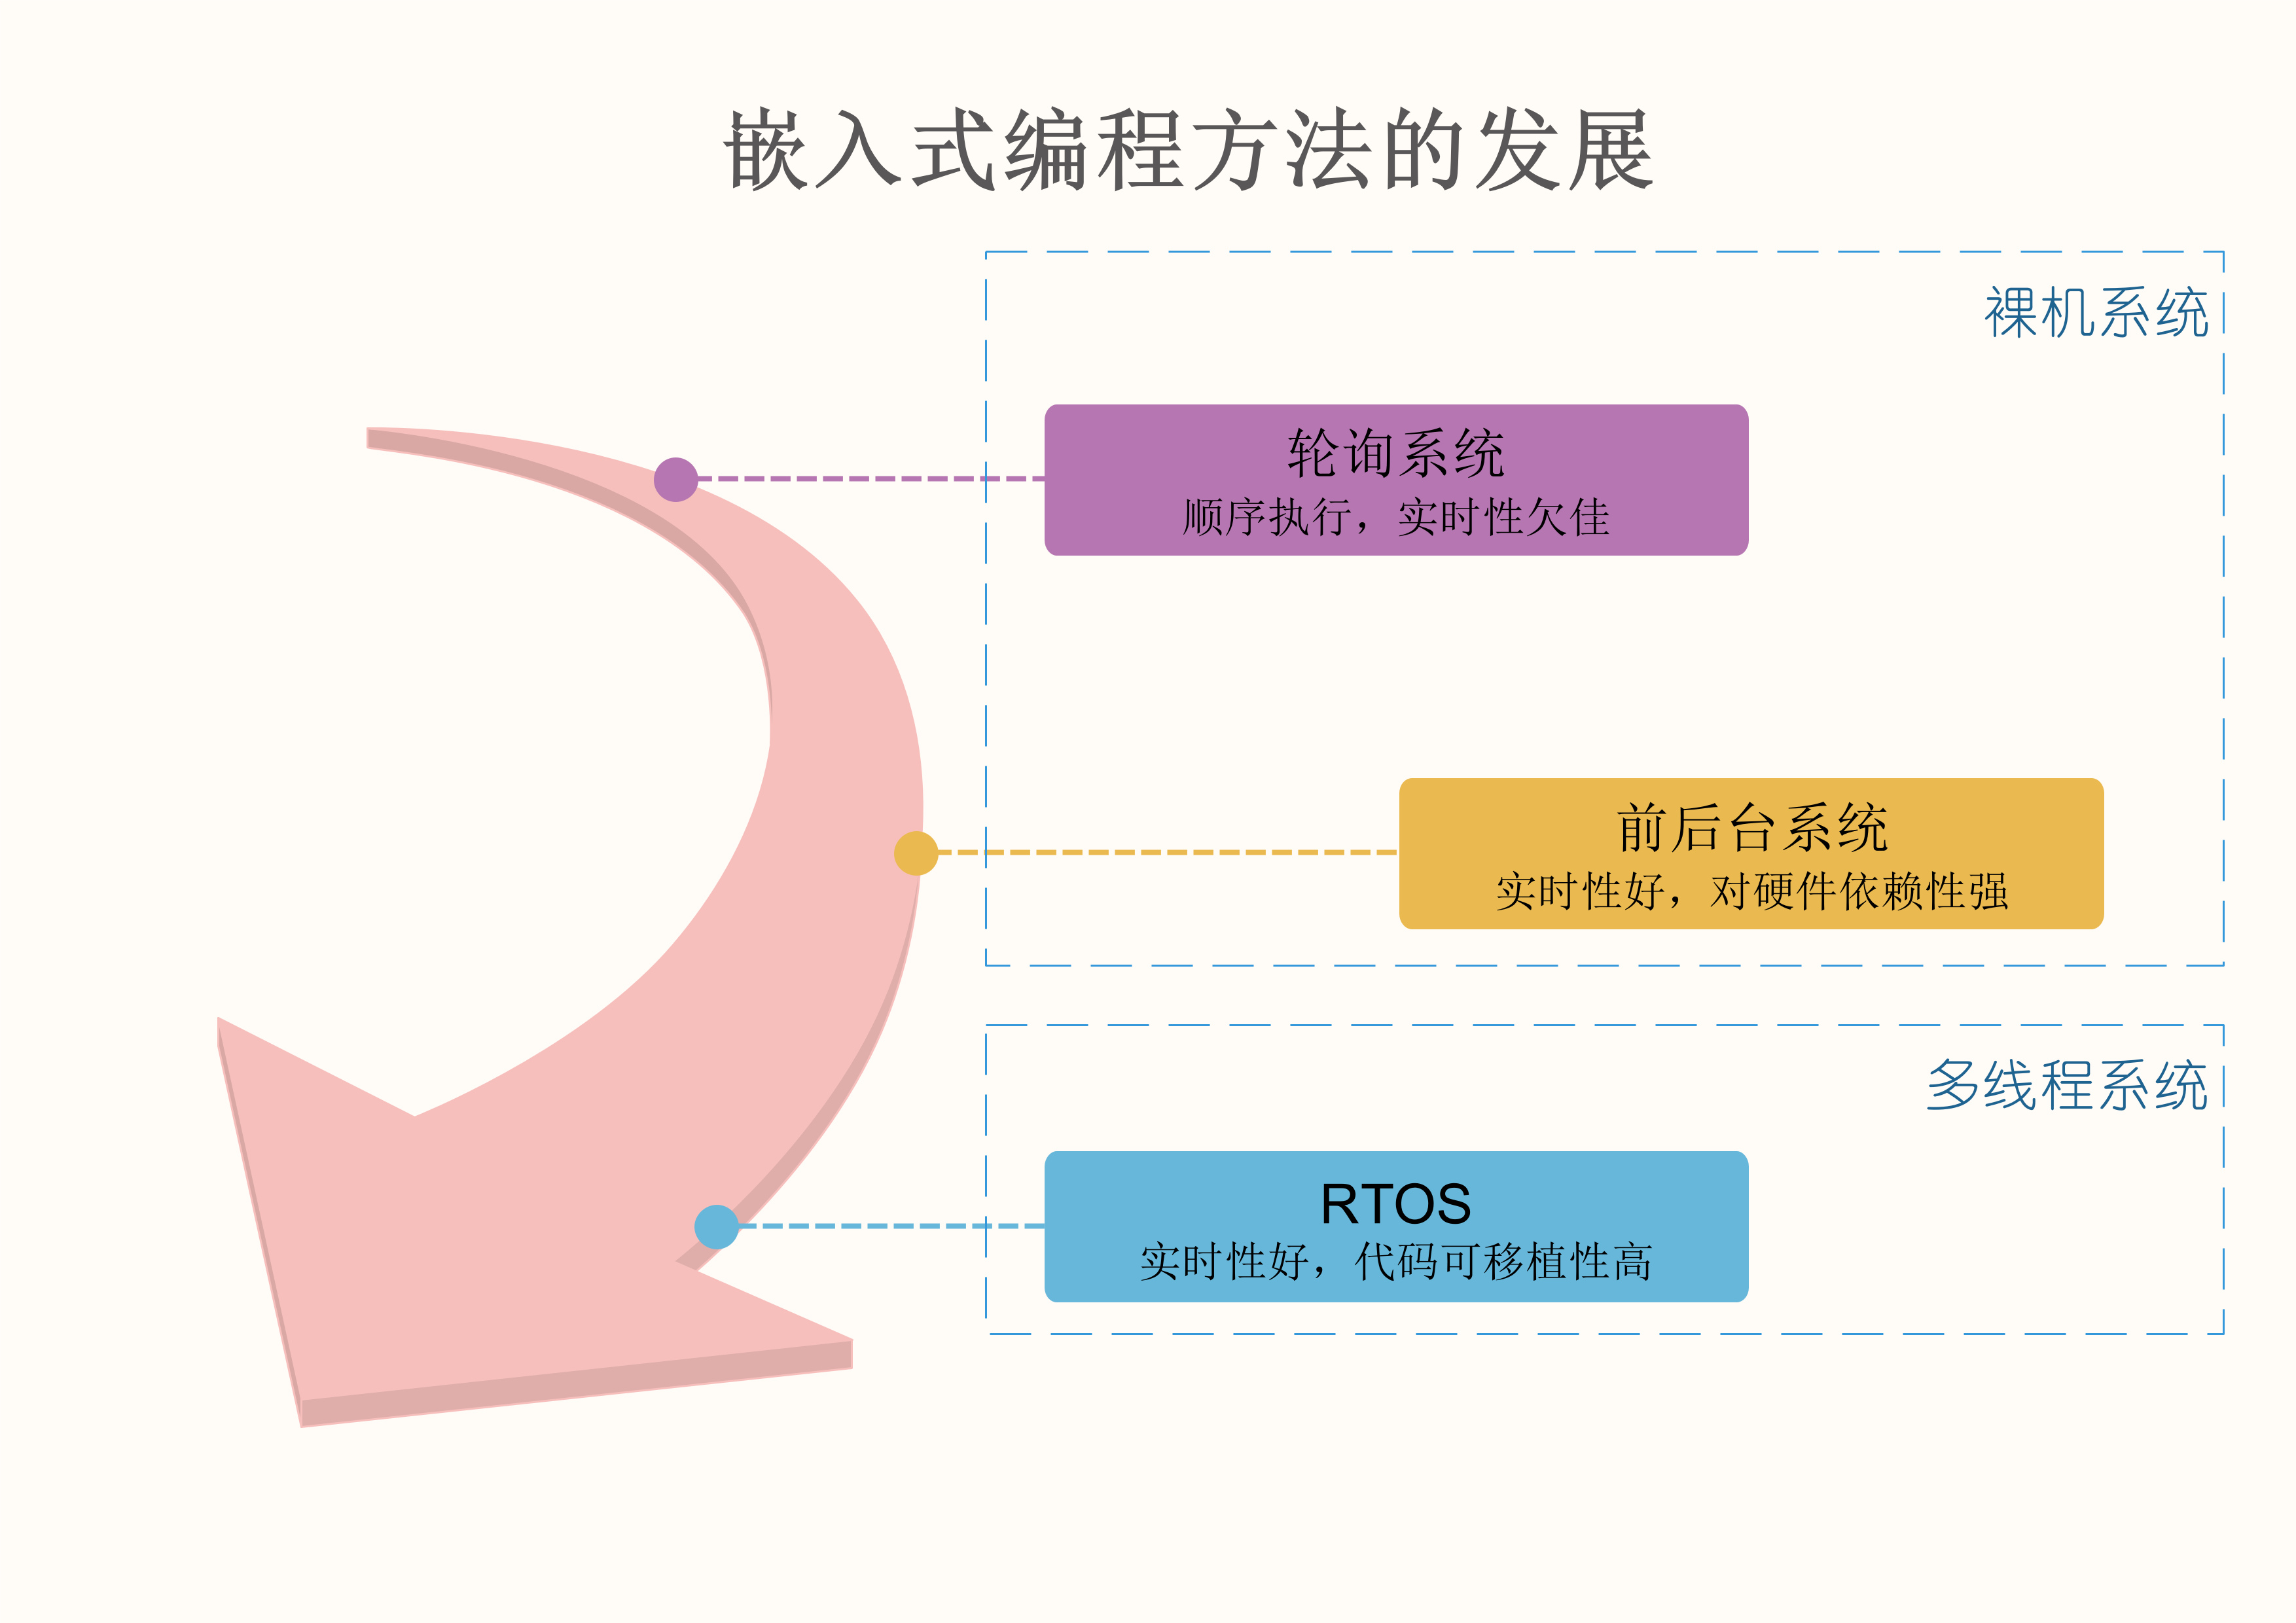 嵌入式编程方法的发展
裸机系统
轮询系统
顺序执行，实时性欠佳
前后台系统
实时性好，对硬件依赖性强
多线程系统
RTOS
实时性好，代码可移植性高